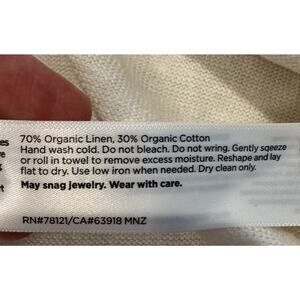 70% Organic Linen, 30% Organic Cotton
Hand wash cold. Do not bleach. Do not wring. Gently sqeeze
or roll in towel to remove excess moisture. Reshape and lay
flat to dry. Use low iron when needed. Dry clean only.
May snag jewelry. Wear with care.
RN#78121/CA#63918 MNZ